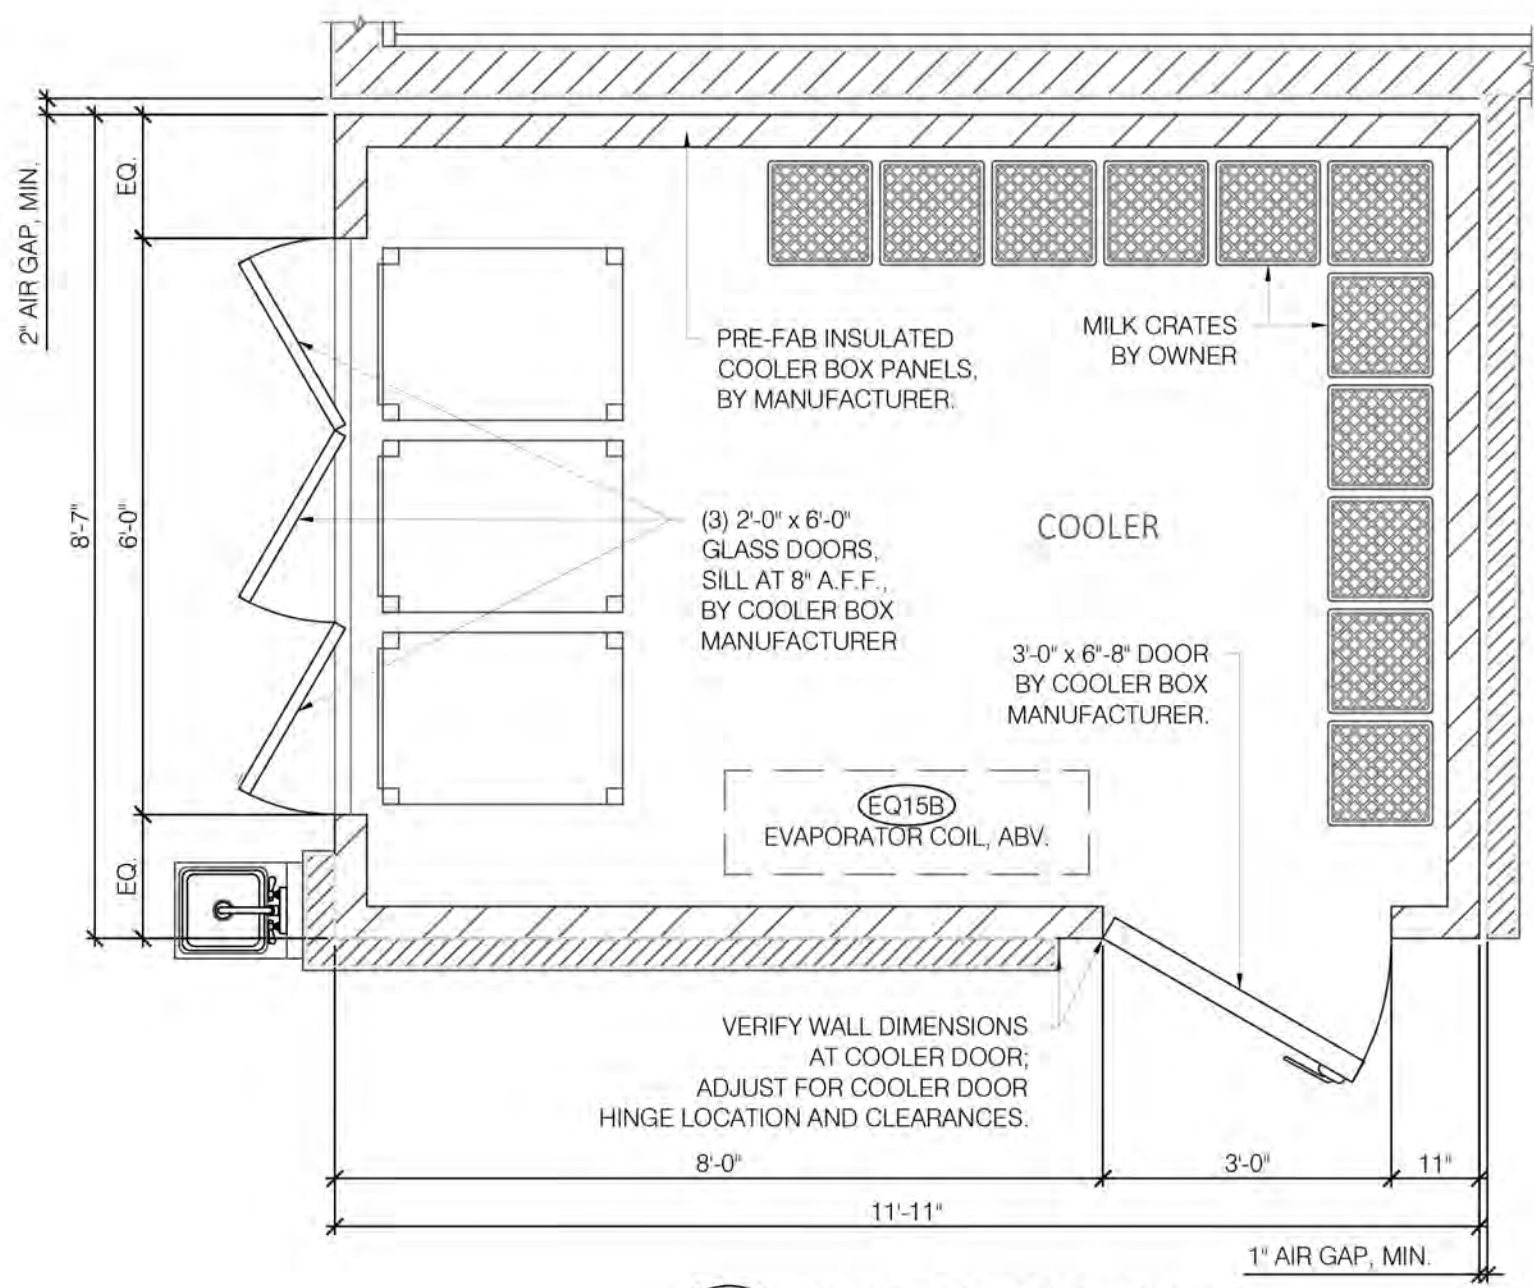 2" AIR GAP, MIN.
8'-7"
EQ.
6'-0"
EQ.
PRE-FAB INSULATED
COOLER BOX PANELS,
BY MANUFACTURER.
MILK CRATES
BY OWNER
(3) 2'-0" x 6'-0"
GLASS DOORS,
SILL AT 8" A.F.F.,
BY COOLER BOX
MANUFACTURER
COOLER
3'-0" x 6"-8" DOOR
BY COOLER BOX
MANUFACTURER.
EQ15B
EVAPORATOR COIL, ABV.
VERIFY WALL DIMENSIONS
AT COOLER DOOR;
ADJUST FOR COOLER DOOR
HINGE LOCATION AND CLEARANCES.
8'-0"
3'-0"
11"
11'-11"
1" AIR GAP, MIN.